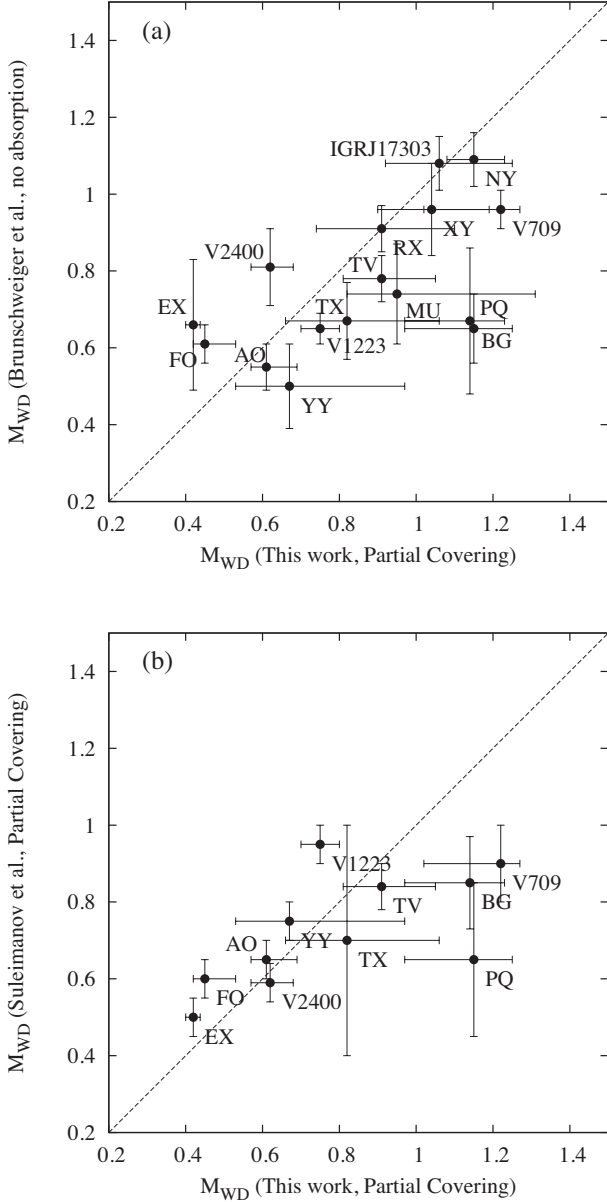 (a)
M_WD (Brunschweiger et al., no absorption)
1.4
1.2
1
0.8
0.6
0.4
0.2
IGRJ17303
NY
XY
V709
RX
V2400
TV
EX
TX
MU
PQ
FO
AO
V1223
BG
YY
0.2 0.4 0.6 0.8 1 1.2 1.4
M_WD (This work, Partial Covering)
(b)
M_WD (Suleimanov et al., Partial Covering)
1.4
1.2
1
0.8
0.6
0.4
0.2
V1223
V709
TV
BG
AO
YY
TX
PQ
FO
V2400
EX
0.2 0.4 0.6 0.8 1 1.2 1.4
M_WD (This work, Partial Covering)